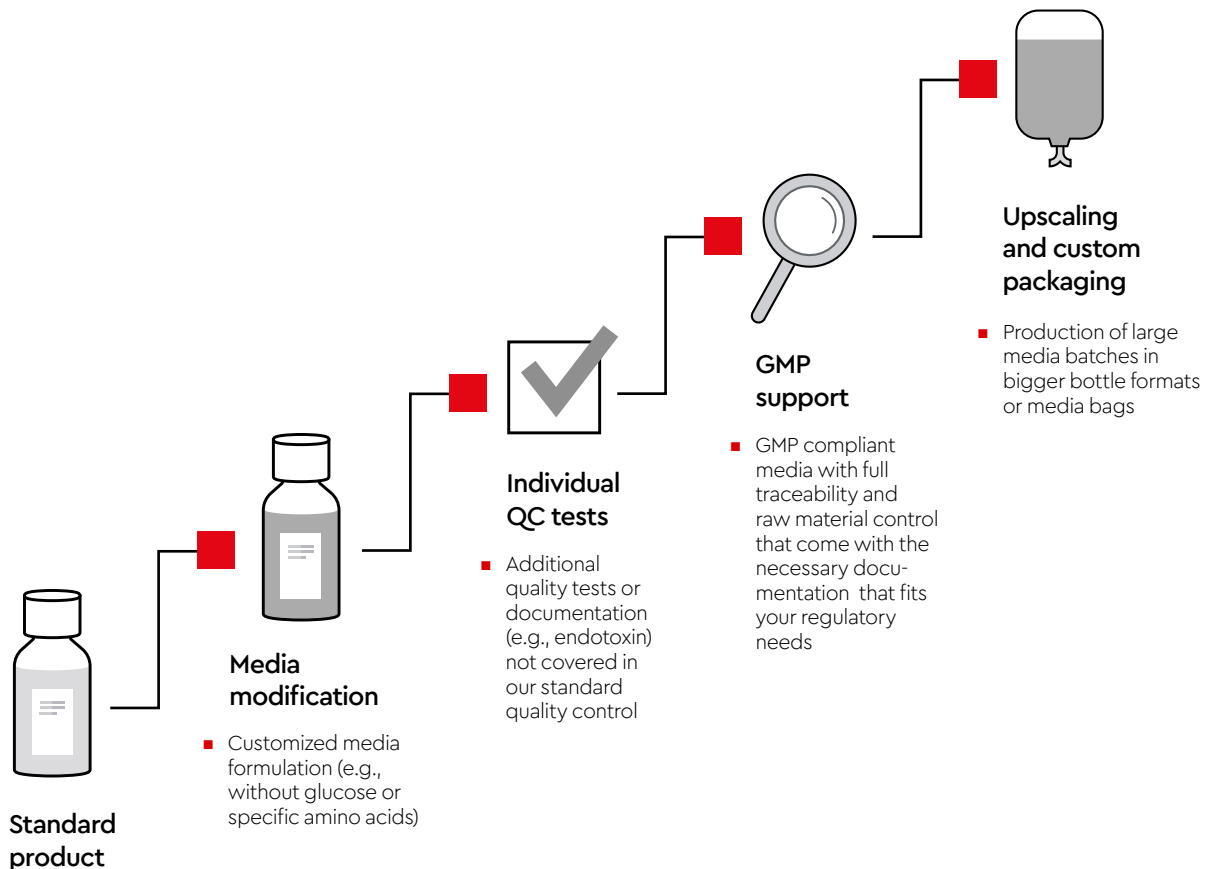 Standard
product
Media
modification
■ Customized media
formulation (e.g.,
without glucose or
specific amino acids)
Individual
QC tests
■ Additional
quality tests or
documentation
(e.g., endotoxin)
not covered in
our standard
quality control
GMP
support
■ GMP compliant
media with full
traceability and
raw material control
that come with the
necessary docu-
mentation that fits
your regulatory
needs
Upscaling
and custom
packaging
■ Production of large
media batches in
bigger bottle formats
or media bags